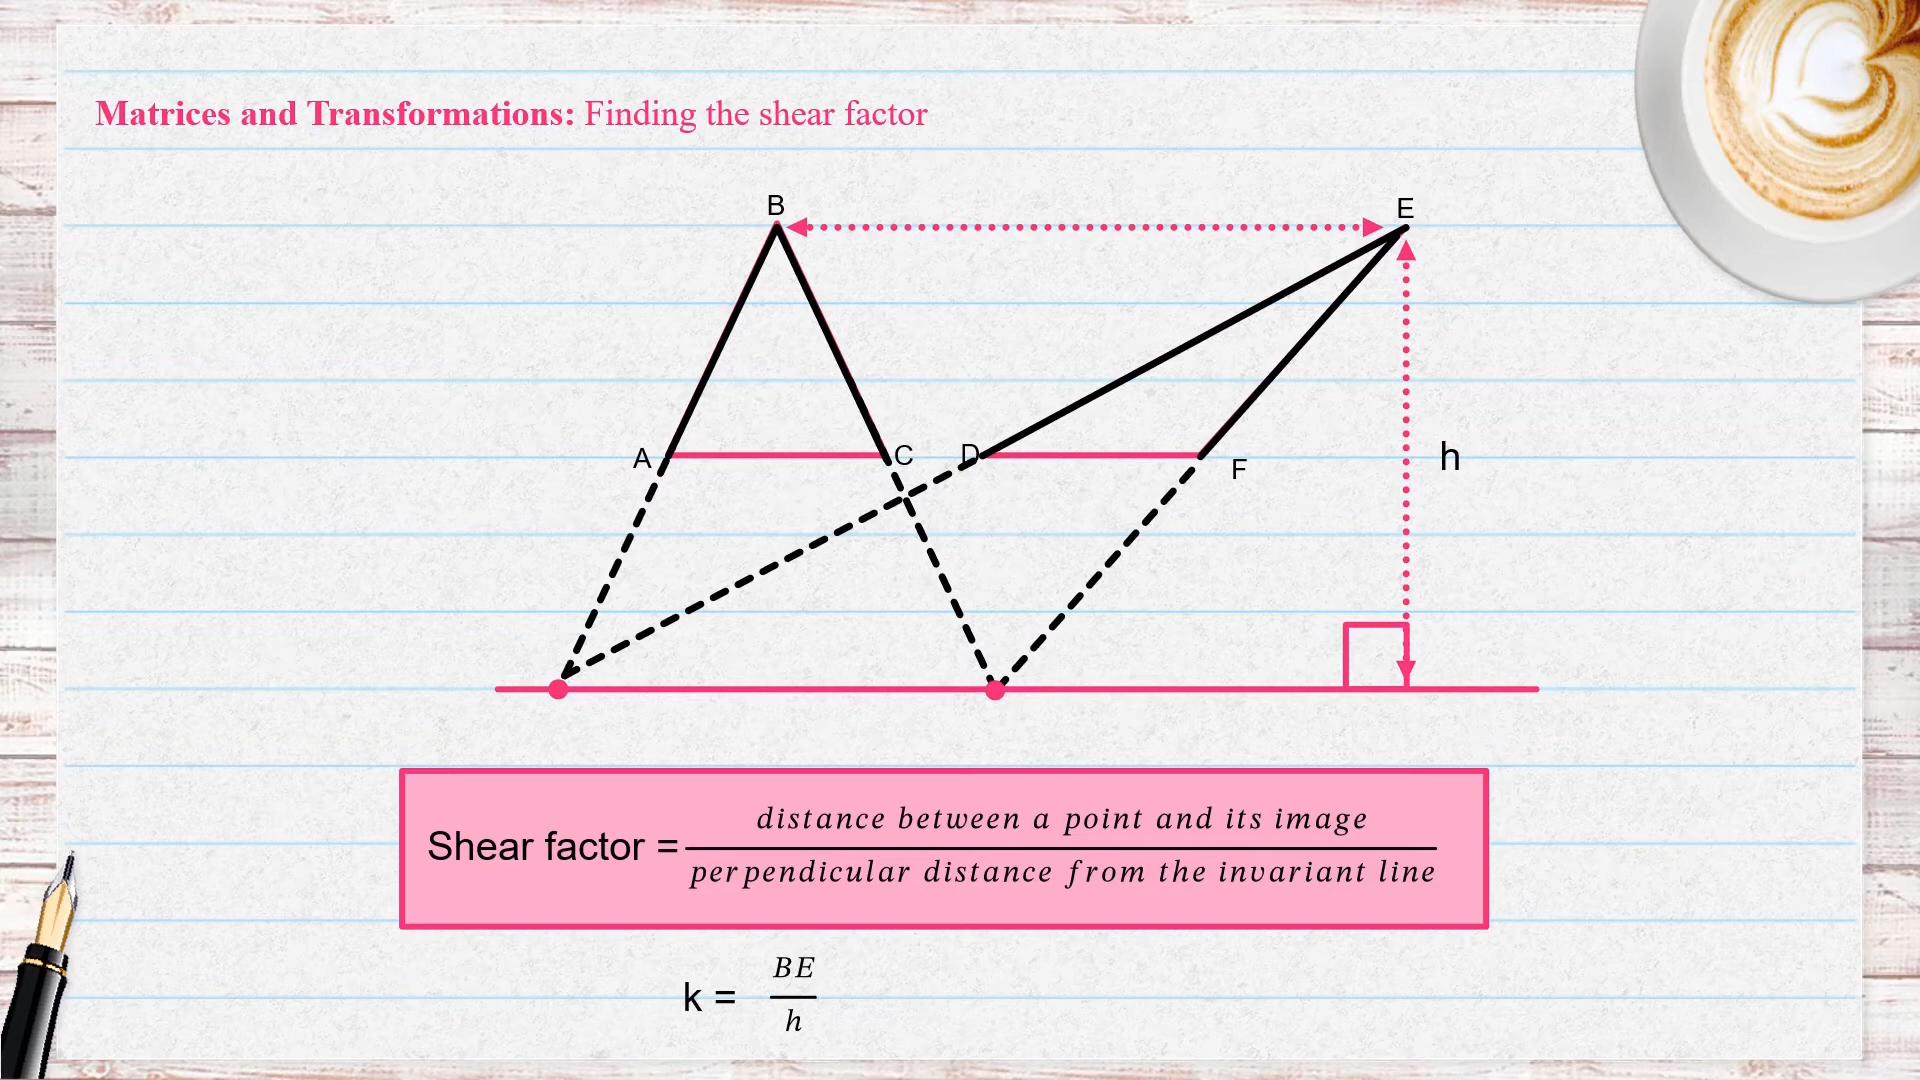 Matrices and Transformations: Finding the shear factor
B
E
A
C
D
F
h
Shear factor = distance between a point and its image
perpendicular distance from the invariant line
k = BE
h